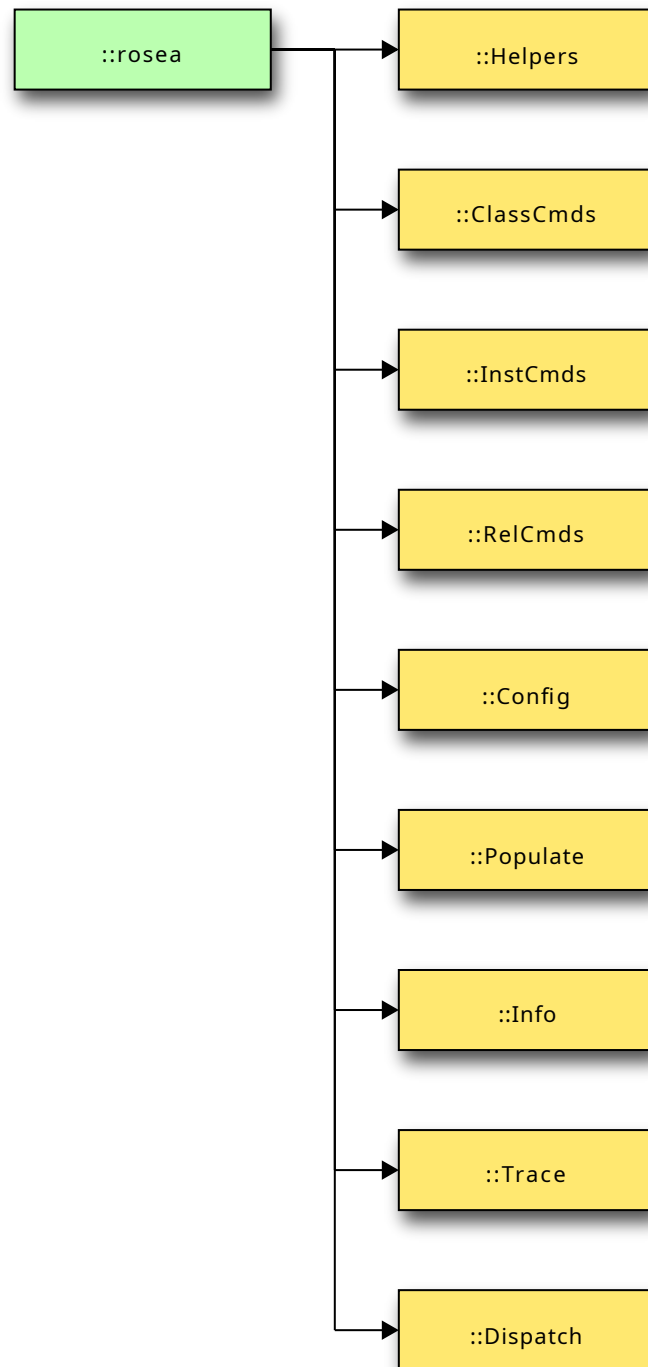 ::rosea
::Helpers
::ClassCmds
::InstCmds
::RelCmds
::Config
::Populate
::Info
::Trace
::Dispatch